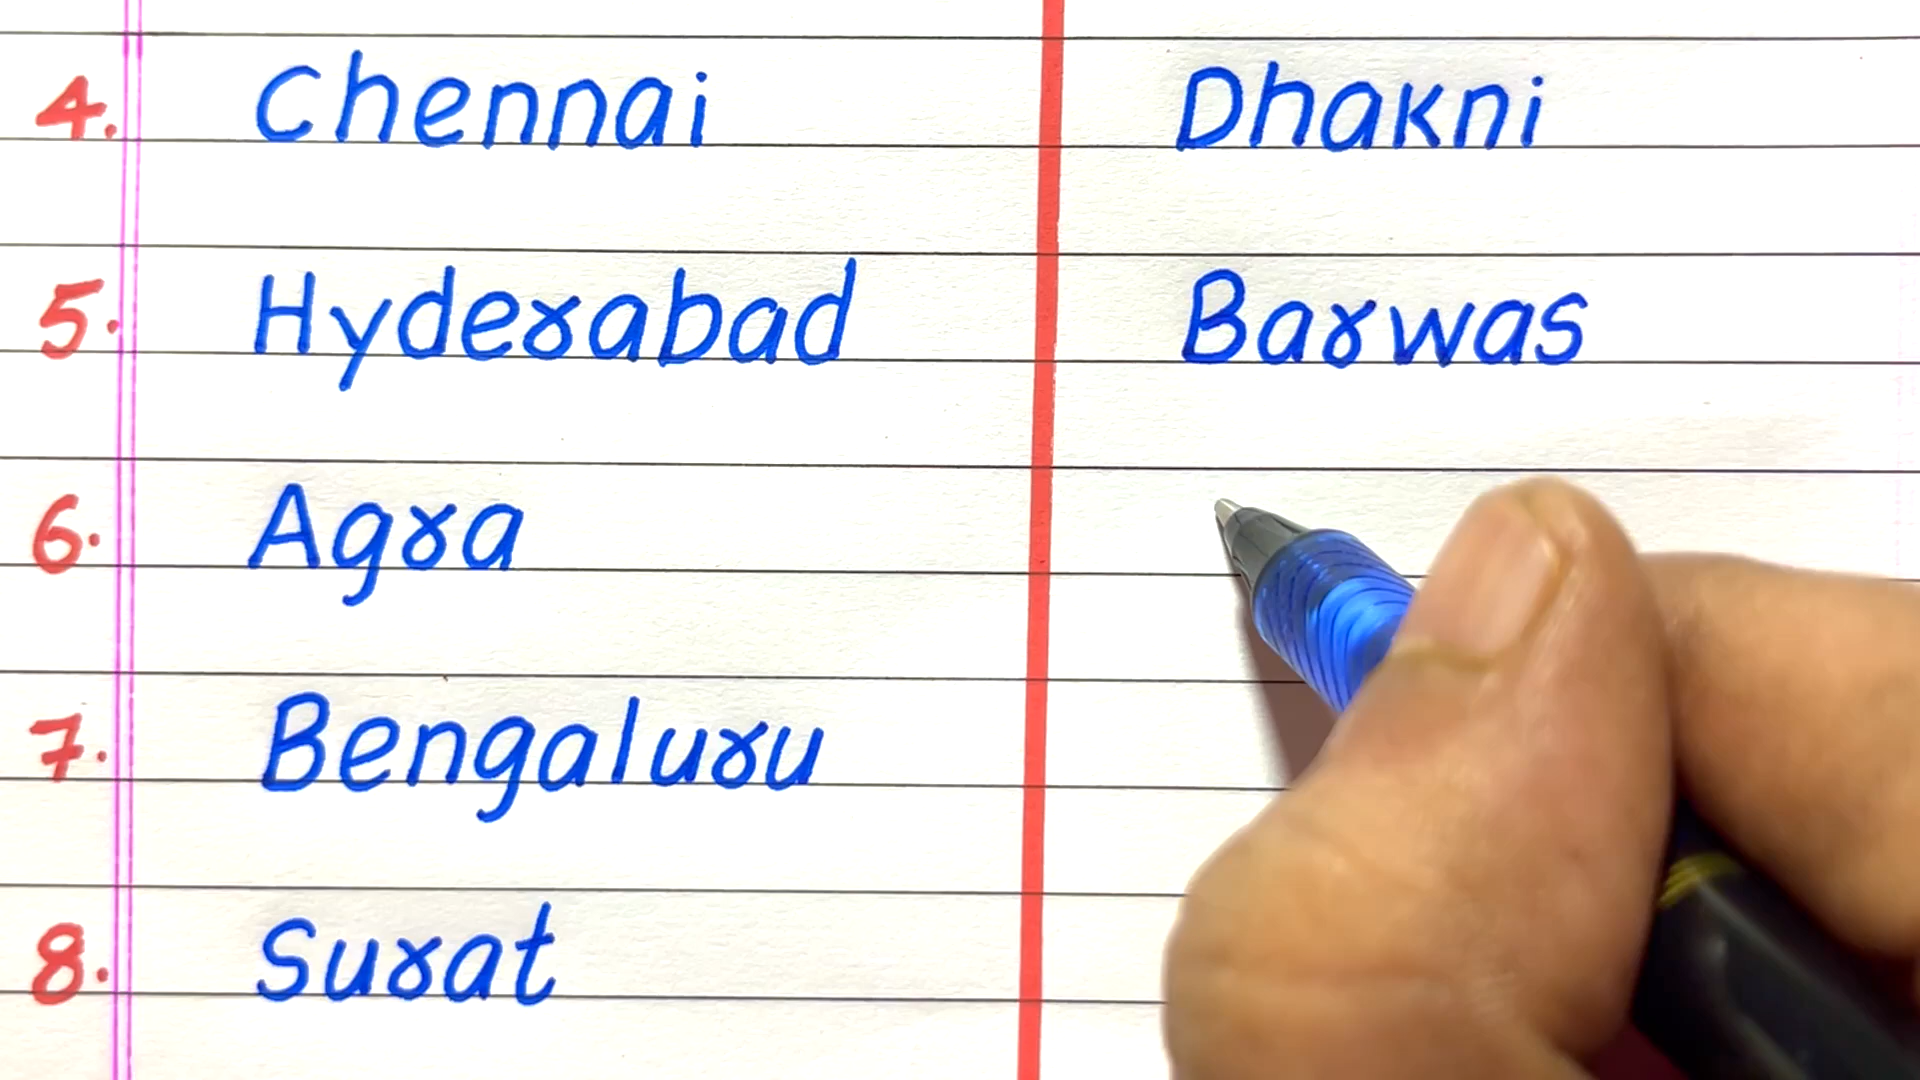 4. Chennai Dhakni
5. Hyderabad Barwas
6. Agra
7. Bengaluru
8. Surat